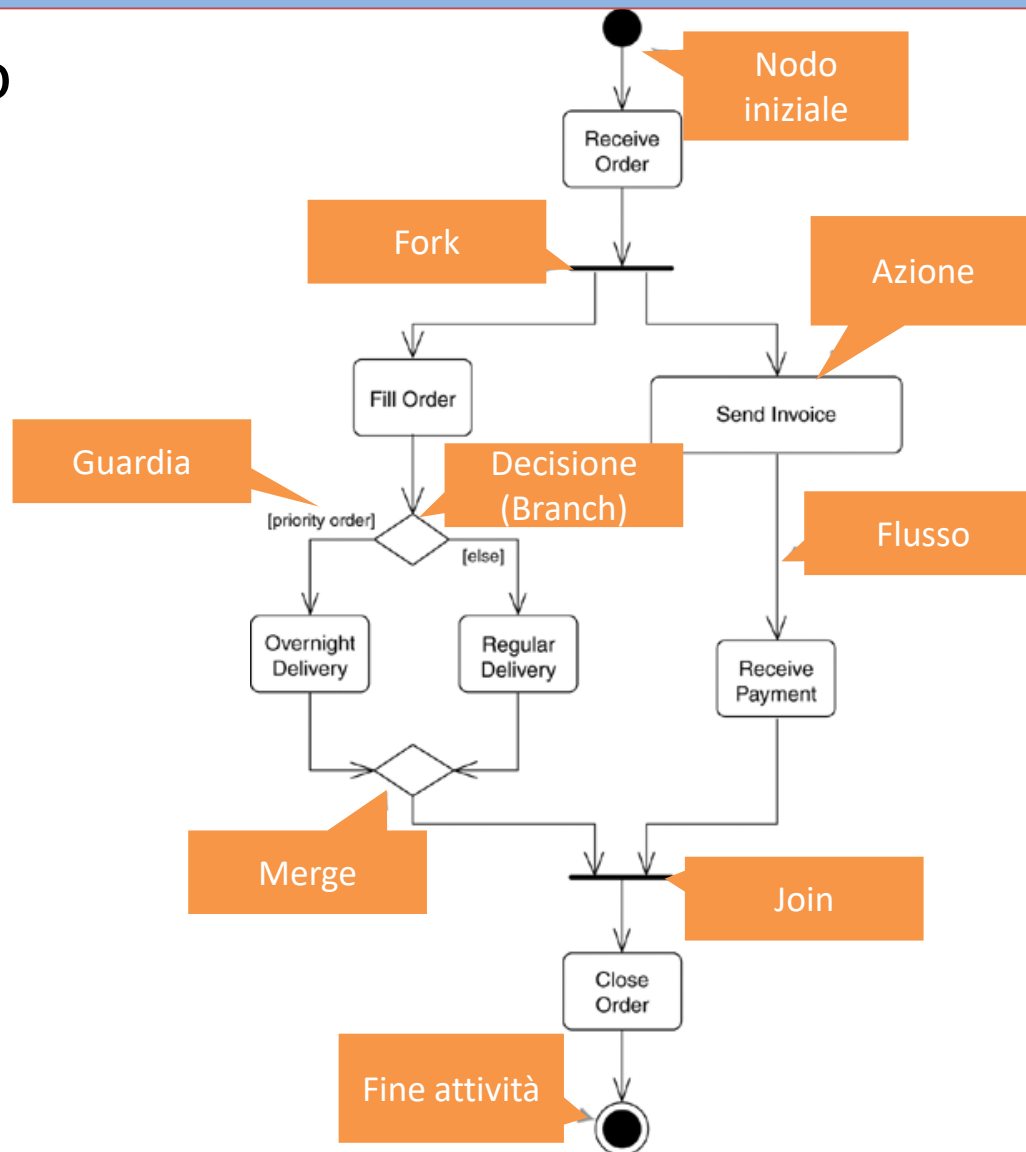 o
Nodo
iniziale
Receive
Order
Fork
Azione
Fill Order
Send Invoice
Guardia
Decisione
(Branch)
[priority order]
[else]
Flusso
Overnight
Delivery
Regular
Delivery
Receive
Payment
Merge
Join
Close
Order
Fine attività